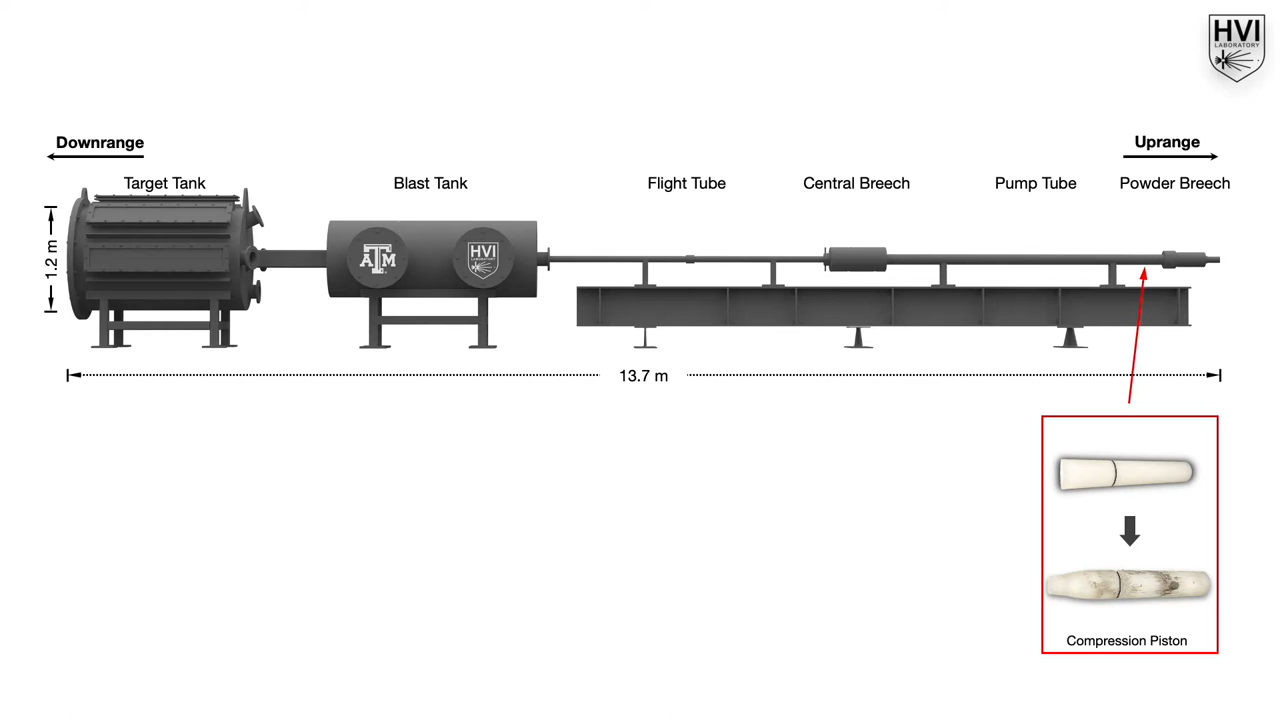 HVI
LABORATORY
Downrange
Uprange
Target Tank
Blast Tank
Flight Tube
Central Breech
Pump Tube
Powder Breech
1.2 m
ATM
HVI
LABORATORY
13.7 m
Compression Piston